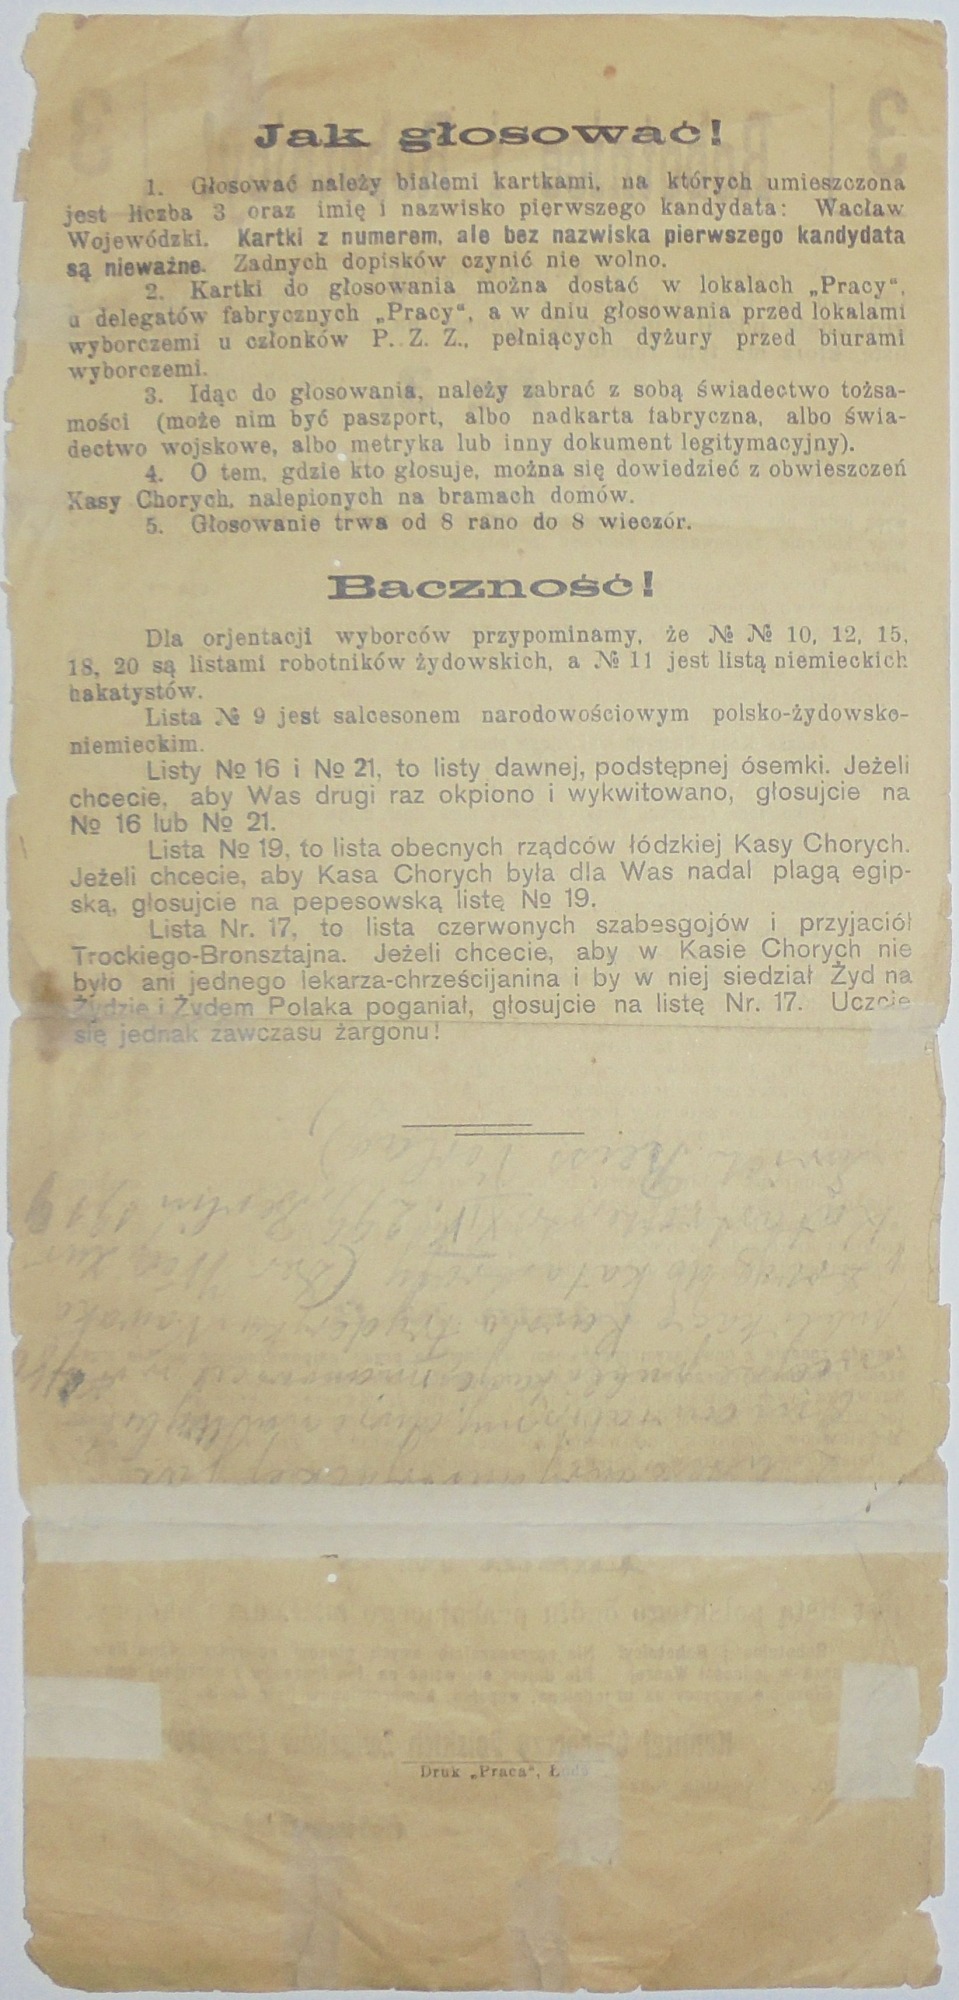 Jak głosować!
1. Głosować należy białemi kartkami, na których umieszczona
jest liczba 3 oraz imię i nazwisko pierwszego kandydata: Wacław
Wojewódzki. Kartki z numerem, ale bez nazwiska pierwszego kandydata
są nieważne. Żadnych dopisków czynić nie wolno.
2. Kartki do głosowania można dostać w lokalach „Pracy“,
u delegatów fabrycznych „Pracy“, a w dniu głosowania przed lokalami
wyborczemi u członków P. Z. Z., pełniących dyżury przed biurami
wyborczemi.
3. Idąc do głosowania, należy zabrać z sobą świadectwo tożsa-
mości (może nim być paszport, albo nadkarta fabryczna, albo świa-
dectwo wojskowe, albo metryka lub inny dokument legitymacyjny).
4. O tem, gdzie kto głosuje, można się dowiedzieć z obwieszczeń
Kasy Chorych, nalepionych na bramach domów.
5. Głosowanie trwa od 8 rano do 8 wieczór.
Baczność!
Dla orjentacji wyborców przypominamy, że № № 10, 12, 15,
18, 20 są listami robotników żydowskich, a № 11 jest listą niemieckich
hakatystów.
Lista № 9 jest salcesonem narodowościowym polsko-żydowsko-
niemieckim.
Listy № 16 i № 21, to listy dawnej, podstępnej ósemki. Jeżeli
chcecie, aby Was drugi raz okpiono i wykwitowano, głosujcie na
№ 16 lub № 21.
Lista № 19, to lista obecnych rządców łódzkiej Kasy Chorych.
Jeżeli chcecie, aby Kasa Chorych była dla Was nadal plagą egip-
ską, głosujcie na pepesowską listę № 19.
Lista Nr. 17, to lista czerwonych szabesgojów i przyjaciół
Trockiego-Bronsztajna. Jeżeli chcecie, aby w Kasie Chorych nie
było ani jednego lekarza-chrześcijanina i by w niej siedział Żyd na
Żydzie i Żydem Polaka poganiał, głosujcie na listę Nr. 17. Uczcie
się jednak zawczasu żargonu!
Druk „Praca“,